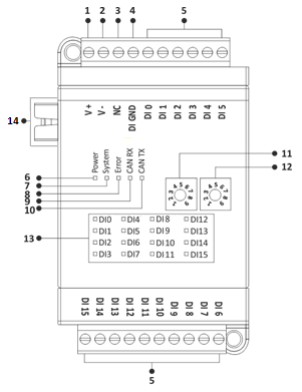 1 2 3 4 5
V+ V- NC DI GND DI 0 DI 1 DI 2 DI 3 DI 4 DI 5
14
6 Power
7 System
8 Error
9 CAN RX
10 CAN TX
11
12
13
DI0 DI4 DI8 DI12
DI1 DI5 DI9 DI13
DI2 DI6 DI10 DI14
DI3 DI7 DI11 DI15
DI 15 DI 14 DI 13 DI 12 DI 11 DI 10 DI 9 DI 8 DI 7 DI 6
5